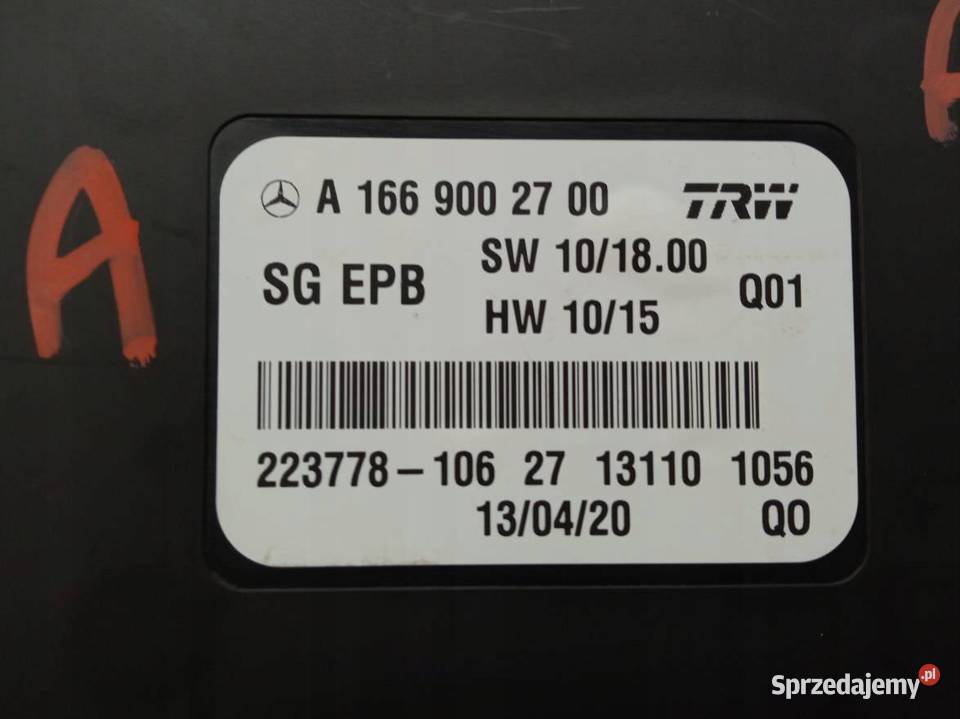 A
A
A 166 900 27 00
TRW
SG EPB
SW 10/18.00
HW 10/15
Q01
223778-106 27 13110 1056
13/04/20
Q0
Sprzedajemy.pl